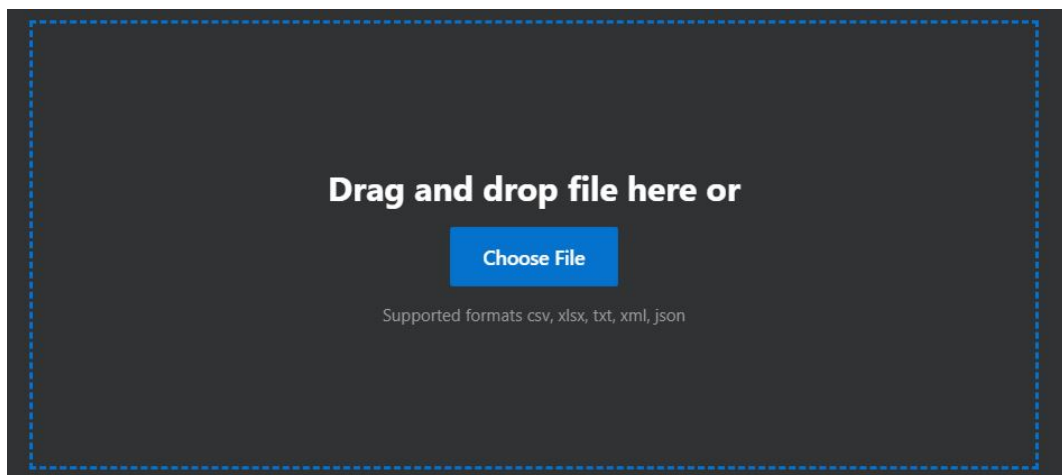 Drag and drop file here or
Choose File
Supported formats csv, xlsx, txt, xml, json